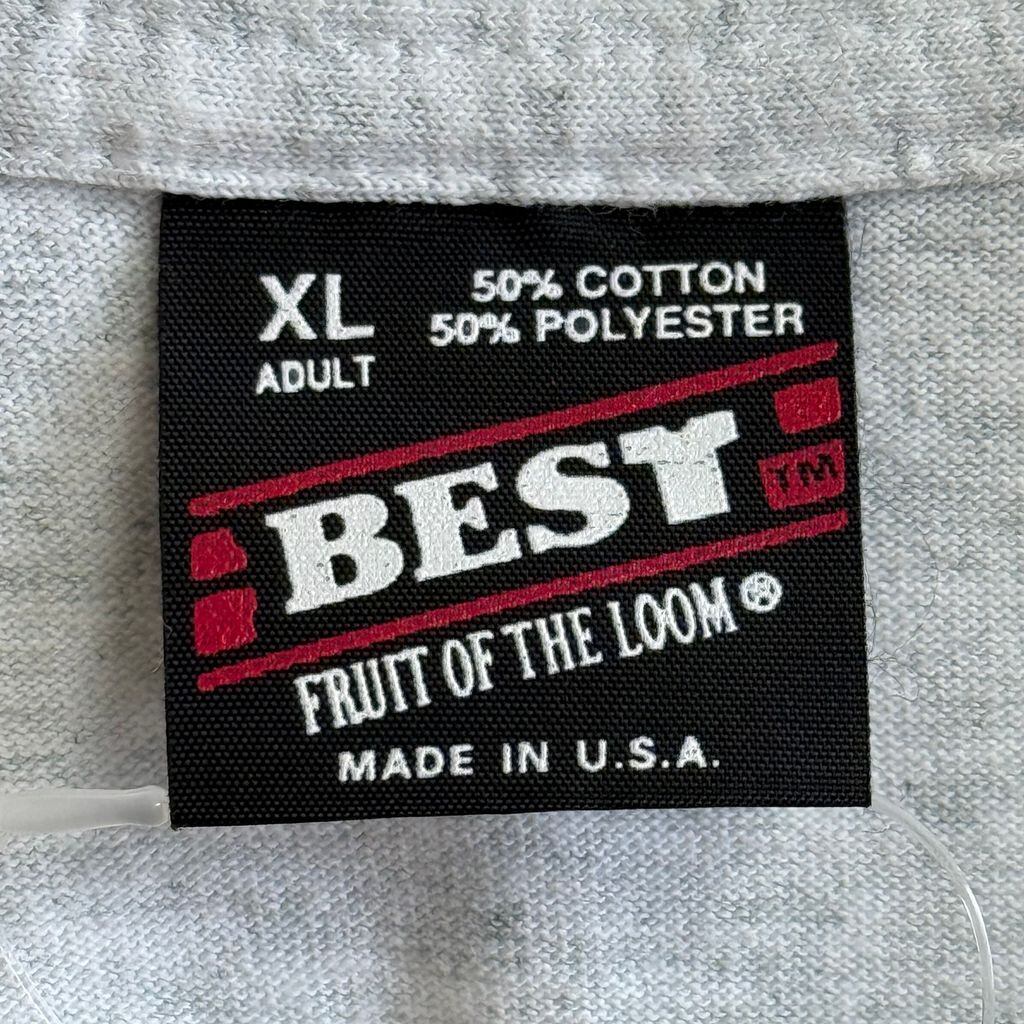 XL
ADULT
50% COTTON
50% POLYESTER
BEST
TM
FRUIT OF THE LOOM®
MADE IN U.S.A.